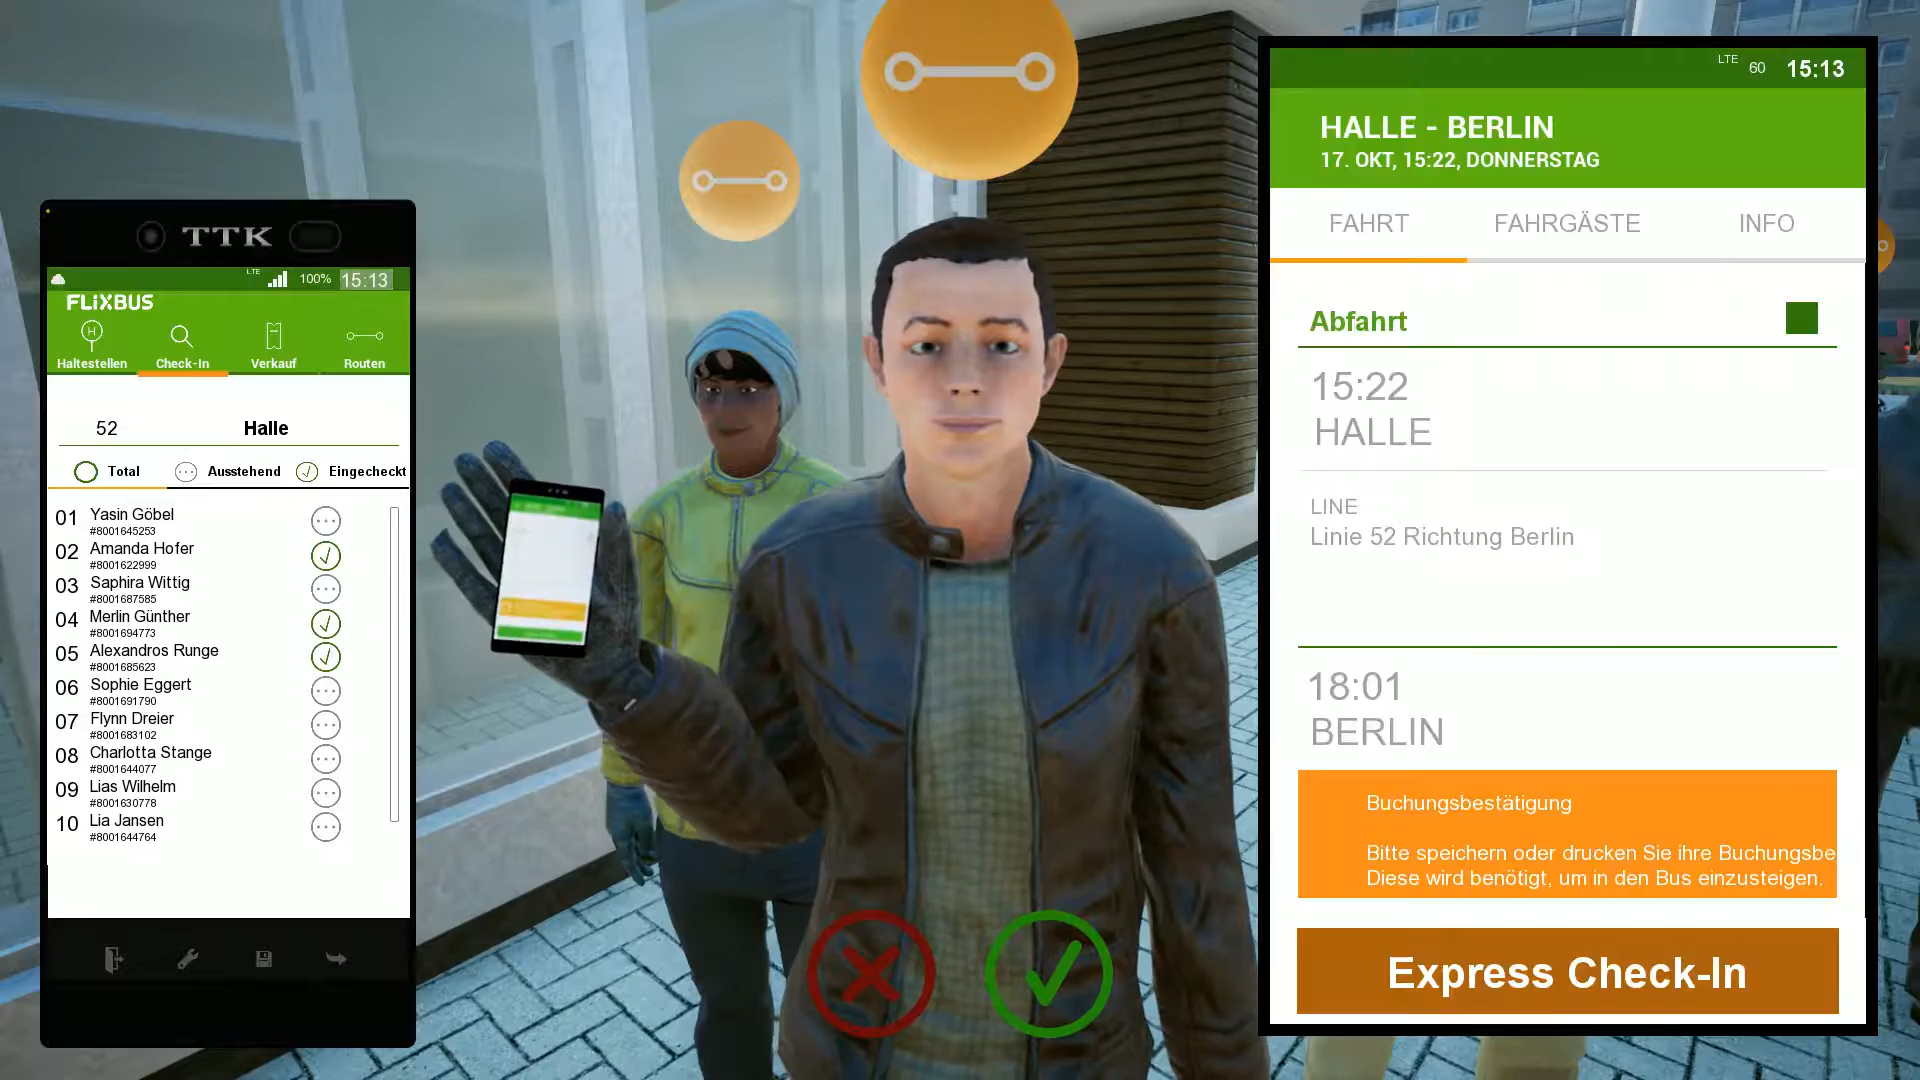 TTK
LTE
100%
15:13
FLiXBUS
Haltestellen
Check-In
Verkauf
Routen
52
Halle
Total
Ausstehend
Eingecheckt
01 Yasin Göbel
#8001645253
02 Amanda Hofer
#8001622999
03 Saphira Wittig
#8001687585
04 Merlin Günther
#8001694773
05 Alexandros Runge
#8001685623
06 Sophie Eggert
#8001691790
07 Flynn Dreier
#8001683102
08 Charlotta Stange
#8001644077
09 Lias Wilhelm
#8001630778
10 Lia Jansen
#8001644764
LTE 60 15:13
HALLE - BERLIN
17. OKT, 15:22, DONNERSTAG
FAHRT
FAHRGÄSTE
INFO
Abfahrt
15:22
HALLE
LINE
Linie 52 Richtung Berlin
18:01
BERLIN
Buchungsbestätigung
Bitte speichern oder drucken Sie ihre Buchungsbe
Diese wird benötigt, um in den Bus einzusteigen.
Express Check-In